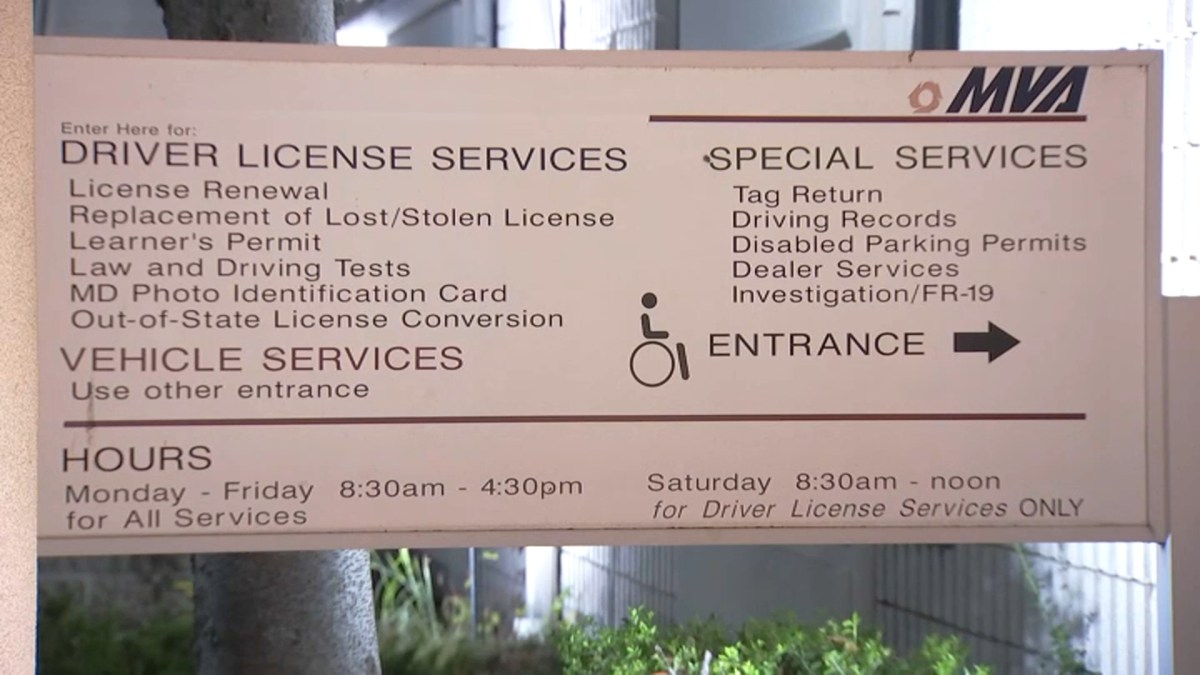 MVA
Enter Here for:
DRIVER LICENSE SERVICES
License Renewal
Replacement of Lost/Stolen License
Learner's Permit
Law and Driving Tests
MD Photo Identification Card
Out-of-State License Conversion
VEHICLE SERVICES
Use other entrance
SPECIAL SERVICES
Tag Return
Driving Records
Disabled Parking Permits
Dealer Services
Investigation/FR-19
ENTRANCE
HOURS
Monday - Friday 8:30am - 4:30pm
for All Services
Saturday 8:30am - noon
for Driver License Services ONLY